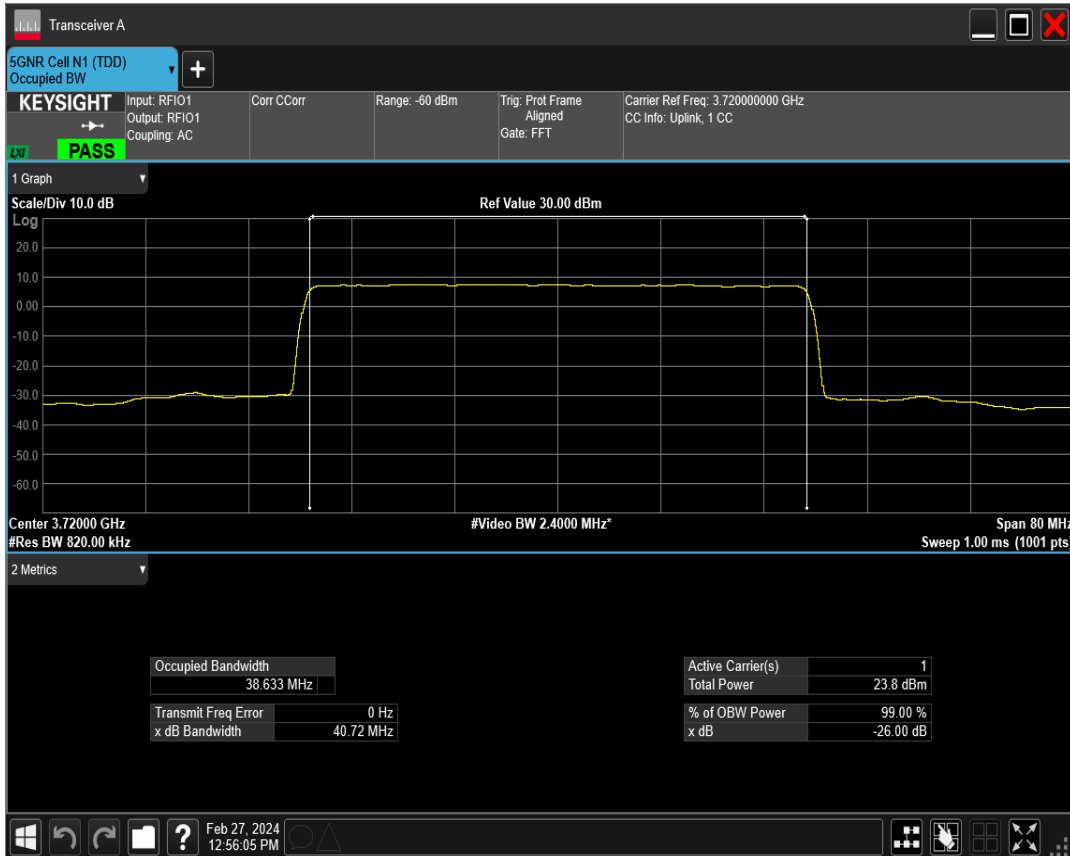 Transceiver A
5GNR Cell N1 (TDD)
Occupied BW
+
KEYSIGHT
LXI
PASS
Input: RFIO1
Output: RFIO1
Coupling: AC
Corr CCorr
Range: -60 dBm
Trig: Prot Frame
Aligned
Gate: FFT
Carrier Ref Freq: 3.720000000 GHz
CC Info: Uplink, 1 CC
1 Graph
Scale/Div 10.0 dB
Ref Value 30.00 dBm
Log
20.0
10.0
0.00
-10.0
-20.0
-30.0
-40.0
-50.0
-60.0
Center 3.72000 GHz
#Video BW 2.4000 MHz*
Span 80 MHz
#Res BW 820.00 kHz
Sweep 1.00 ms (1001 pts)
2 Metrics
Occupied Bandwidth
38.633 MHz
Transmit Freq Error 0 Hz
x dB Bandwidth 40.72 MHz
Active Carrier(s) 1
Total Power 23.8 dBm
% of OBW Power 99.00 %
x dB -26.00 dB
?
Feb 27, 2024
12:56:05 PM